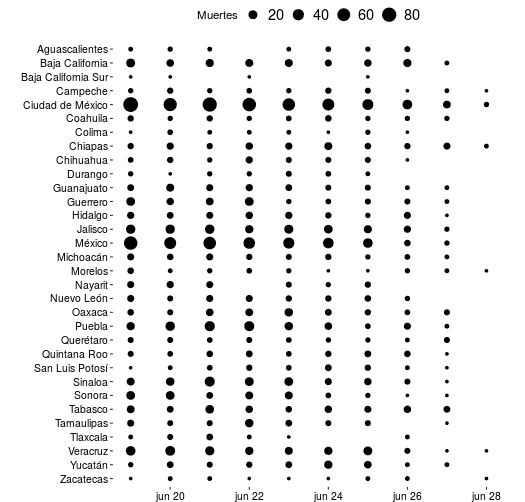 Muertes 20 40 60 80
Aguascalientes
Baja California
Baja California Sur
Campeche
Ciudad de México
Coahuila
Colima
Chiapas
Chihuahua
Durango
Guanajuato
Guerrero
Hidalgo
Jalisco
México
Michoacán
Morelos
Nayarit
Nuevo León
Oaxaca
Puebla
Querétaro
Quintana Roo
San Luis Potosí
Sinaloa
Sonora
Tabasco
Tamaulipas
Tlaxcala
Veracruz
Yucatán
Zacatecas
jun 20 jun 22 jun 24 jun 26 jun 28